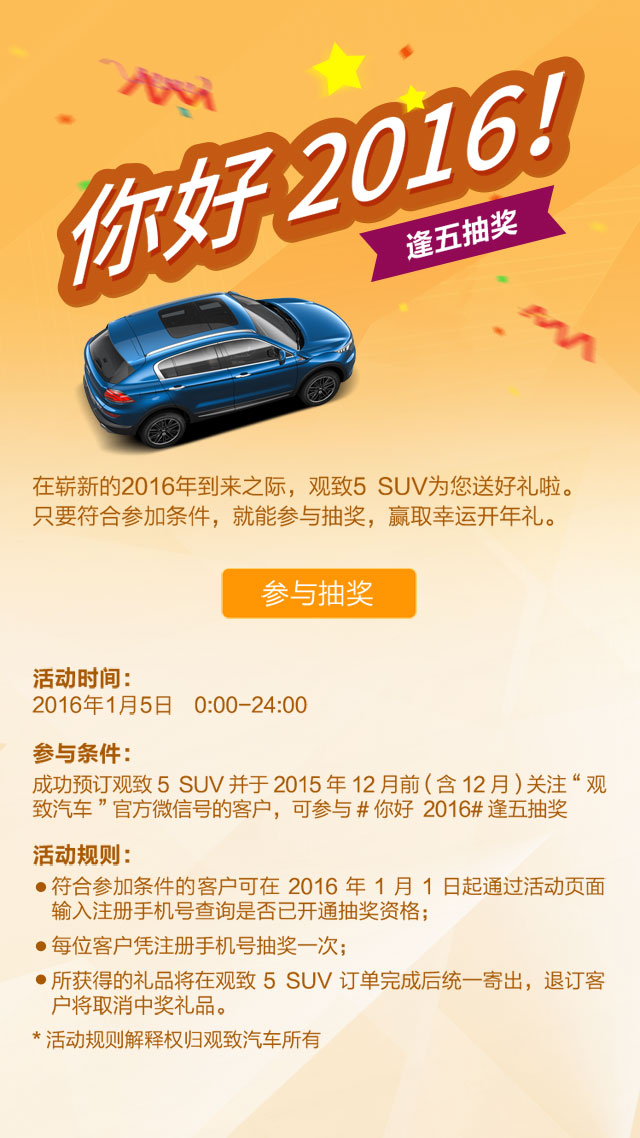 你好 2016!
逢五抽奖
在崭新的2016年到来之际，观致5 SUV为您送好礼啦。
只要符合参加条件，就能参与抽奖，赢取幸运开年礼。
参与抽奖
活动时间：
2016年1月5日 0:00-24:00
参与条件：
成功预订观致 5 SUV 并于 2015 年 12 月前 ( 含 12 月 ) 关注 “ 观
致汽车 ” 官方微信号的客户，可参与 # 你好 2016# 逢五抽奖
活动规则：
● 符合参加条件的客户可在 2016 年 1 月 1 日起通过活动页面
输入注册手机号查询是否已开通抽奖资格；
● 每位客户凭注册手机号抽奖一次；
● 所获得的礼品将在观致 5 SUV 订单完成后统一寄出，退订客
户将取消中奖礼品。
* 活动规则解释权归观致汽车所有